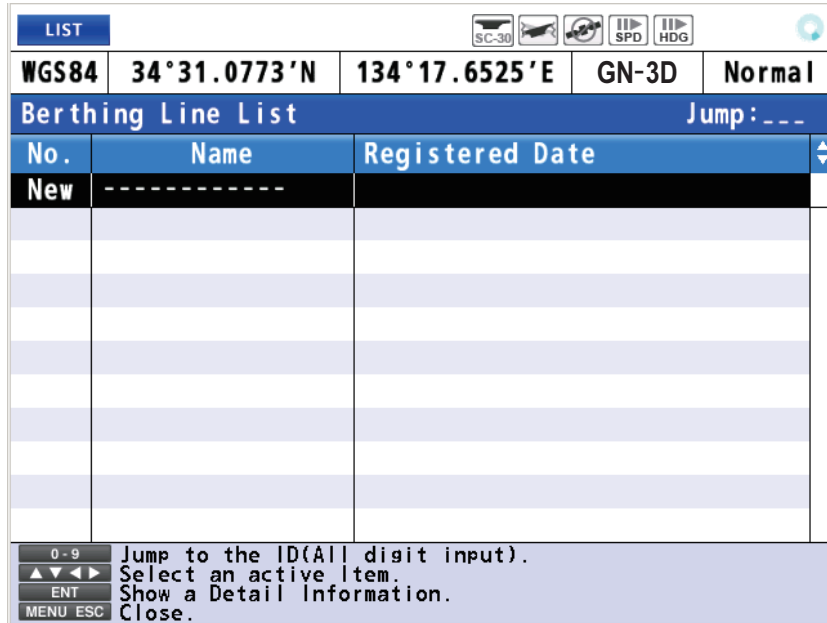 LIST SC-30 SPD HDG
WGS84 34°31.0773'N 134°17.6525'E GN-3D Normal
Berthing Line List Jump:___
No. Name Registered Date
New ------------
0-9 Jump to the ID(All digit input).
▲ ▼ ◀ ▶ Select an active Item.
ENT Show a Detail Information.
MENU ESC Close.